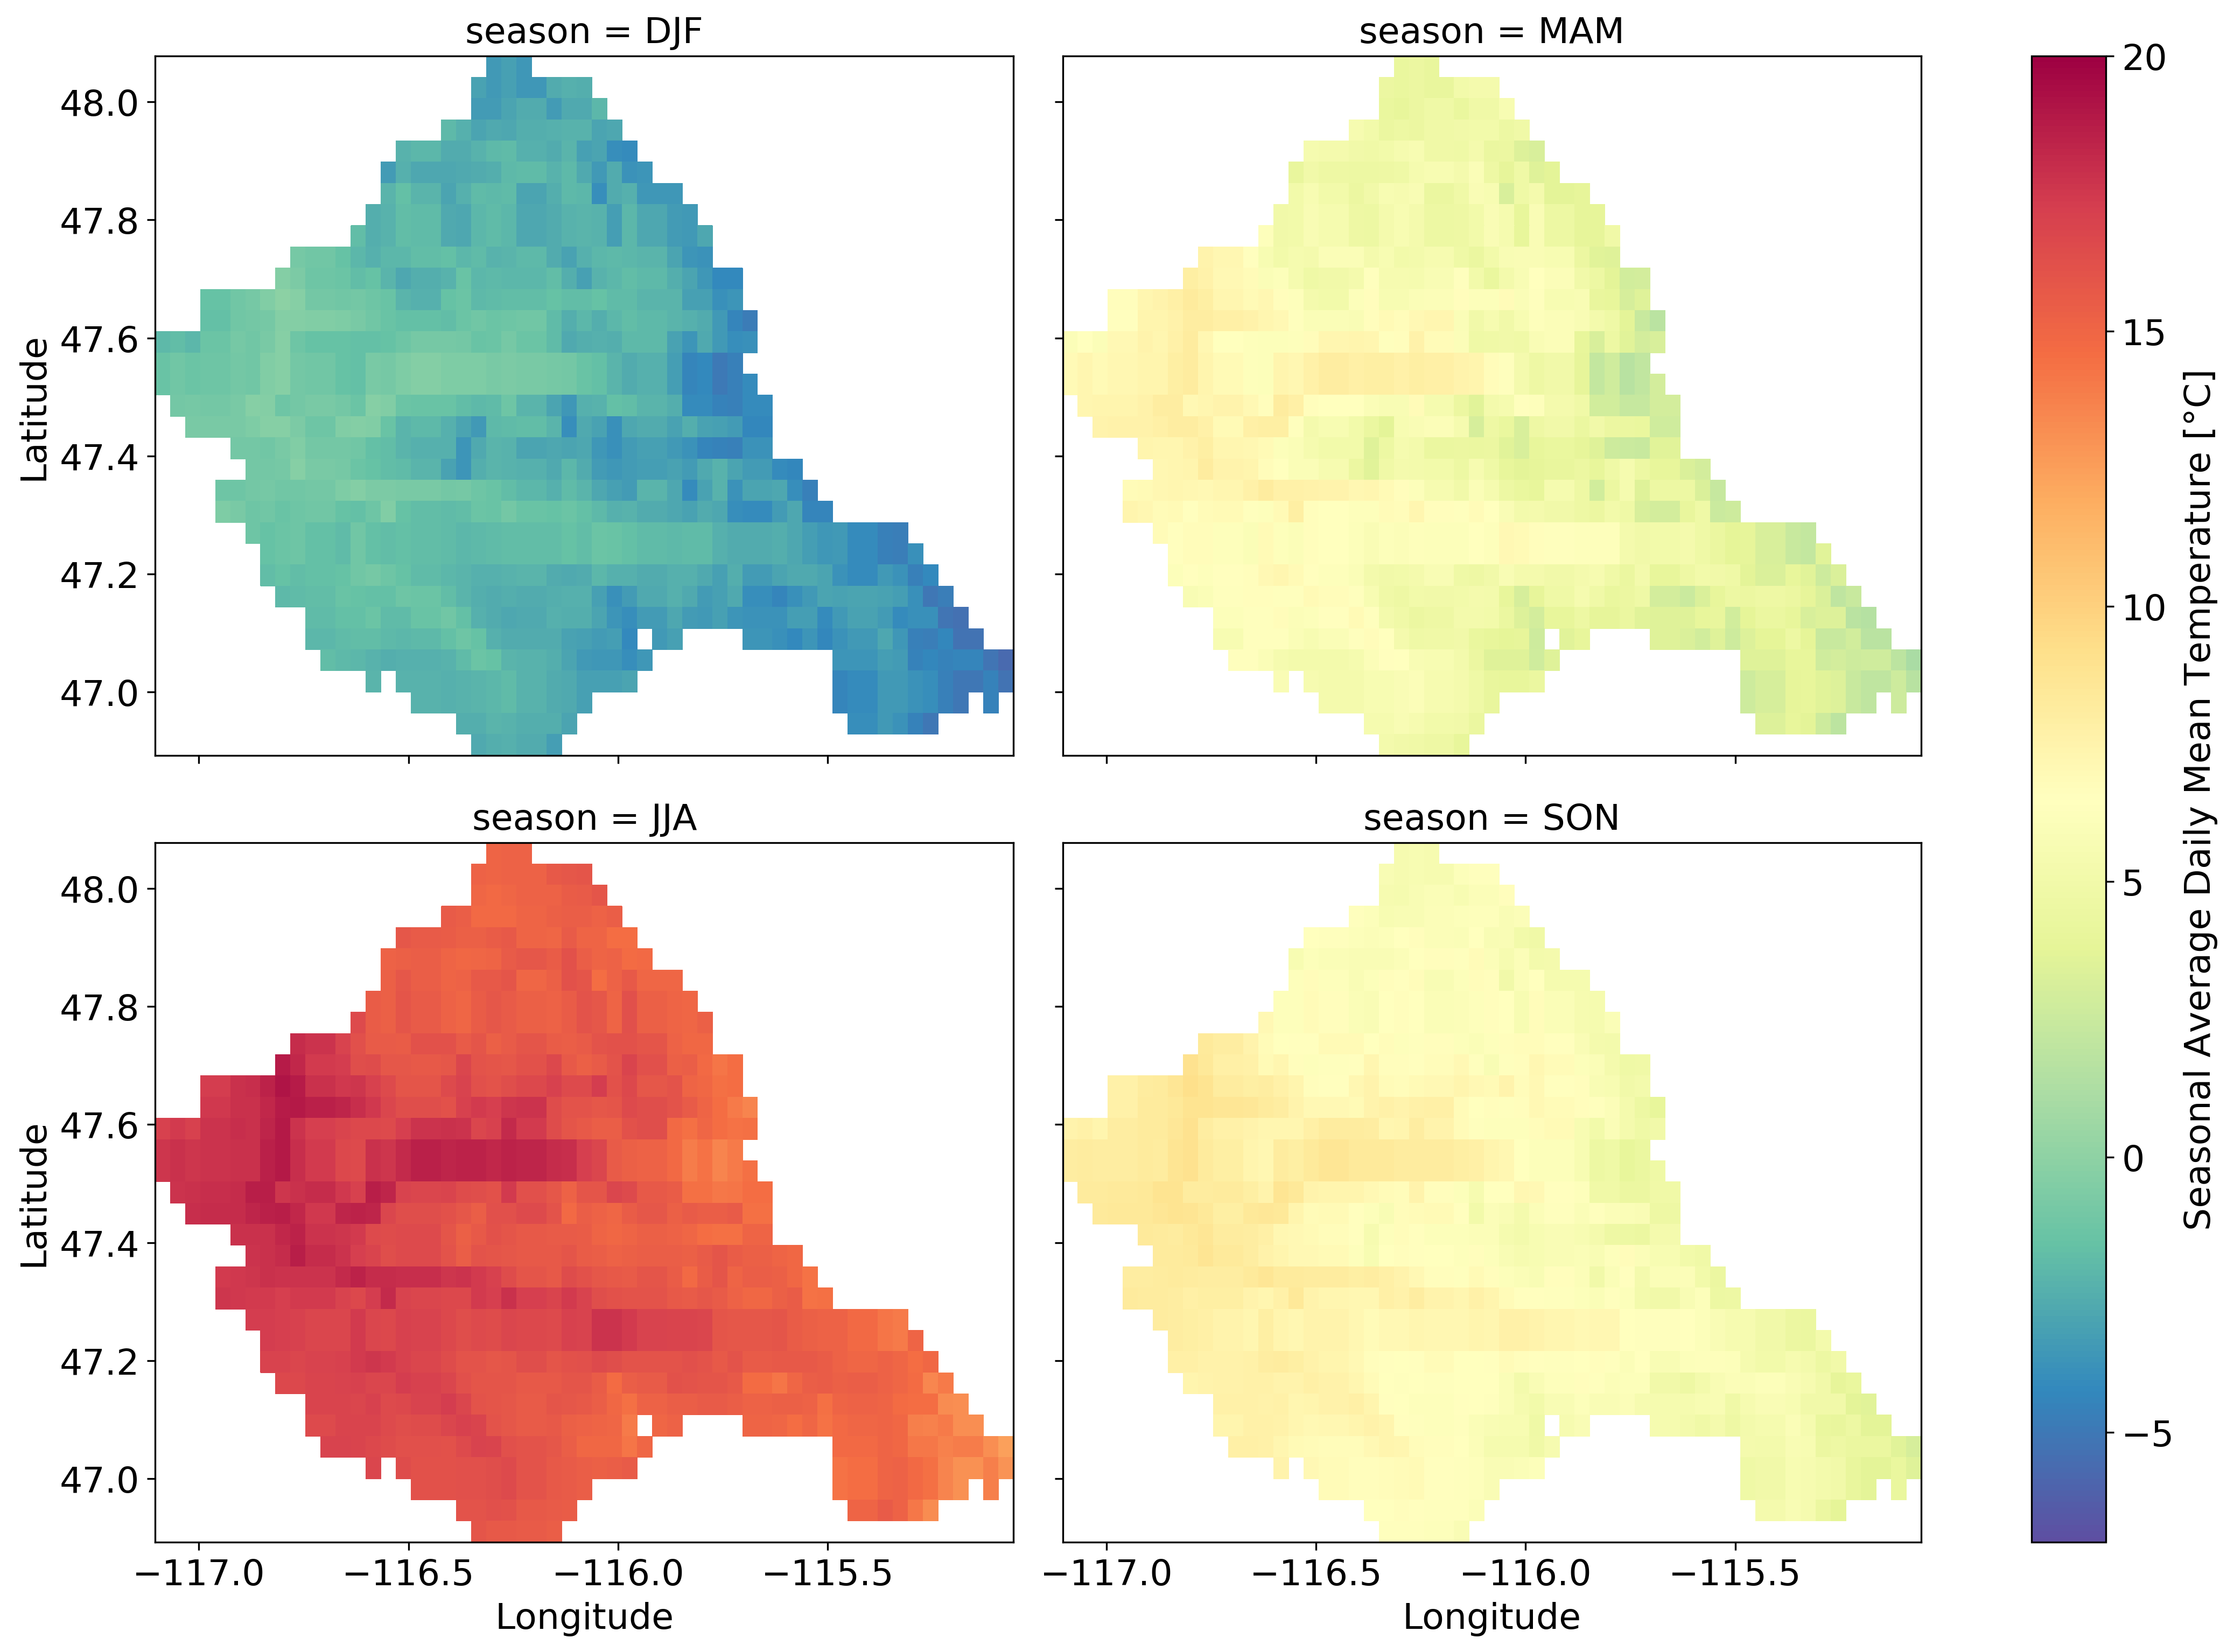 season = DJF
season = MAM
48.0
47.8
47.6
47.4
47.2
47.0
Latitude
season = JJA
season = SON
48.0
47.8
47.6
47.4
47.2
47.0
Latitude
−117.0
−116.5
−116.0
−115.5
Longitude
−117.0
−116.5
−116.0
−115.5
Longitude
20
15
10
5
0
−5
Seasonal Average Daily Mean Temperature [°C]